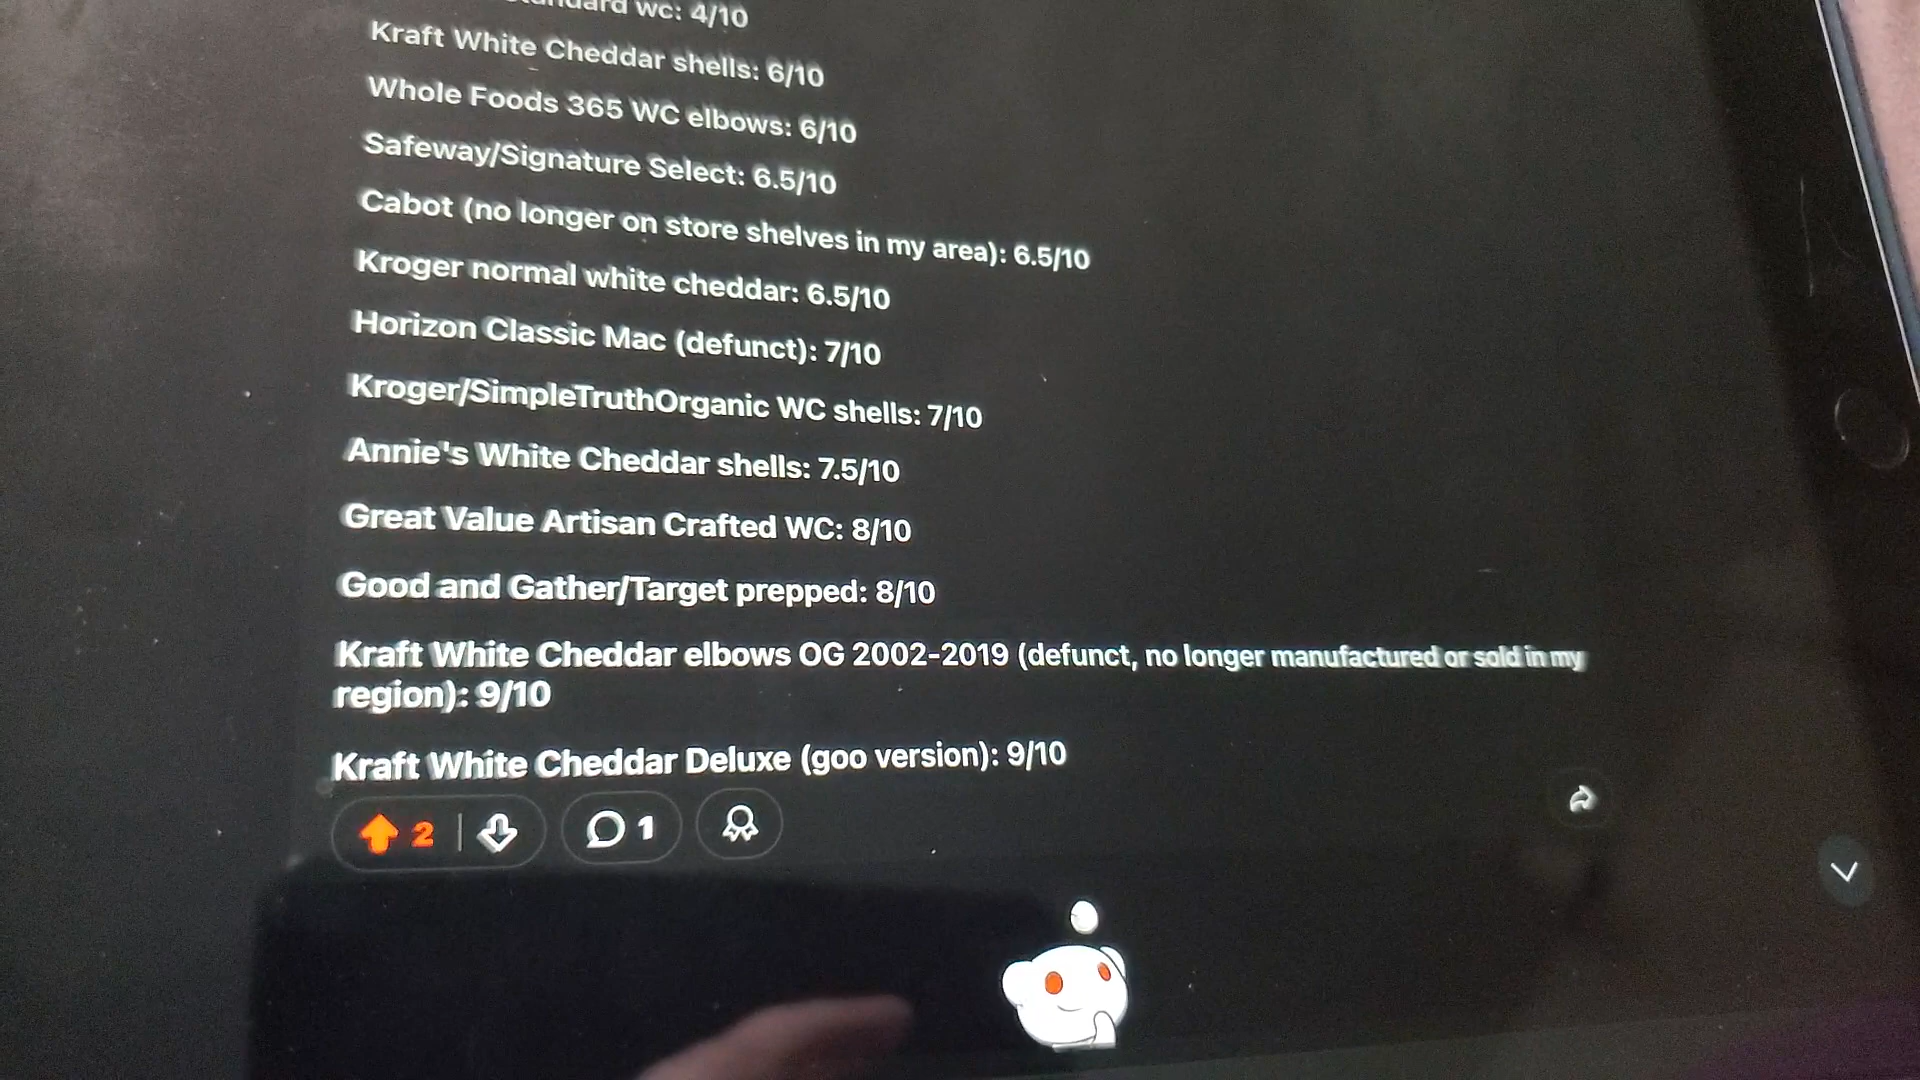 wc: 4/10
Kraft White Cheddar shells: 6/10
Whole Foods 365 WC elbows: 6/10
Safeway/Signature Select: 6.5/10
Cabot (no longer on store shelves in my area): 6.5/10
Kroger normal white cheddar: 6.5/10
Horizon Classic Mac (defunct): 7/10
Kroger/SimpleTruthOrganic WC shells: 7/10
Annie's White Cheddar shells: 7.5/10
Great Value Artisan Crafted WC: 8/10
Good and Gather/Target prepped: 8/10
Kraft White Cheddar elbows OG 2002-2019 (defunct, no longer manufactured or sold in my
region): 9/10
Kraft White Cheddar Deluxe (goo version): 9/10
2 1